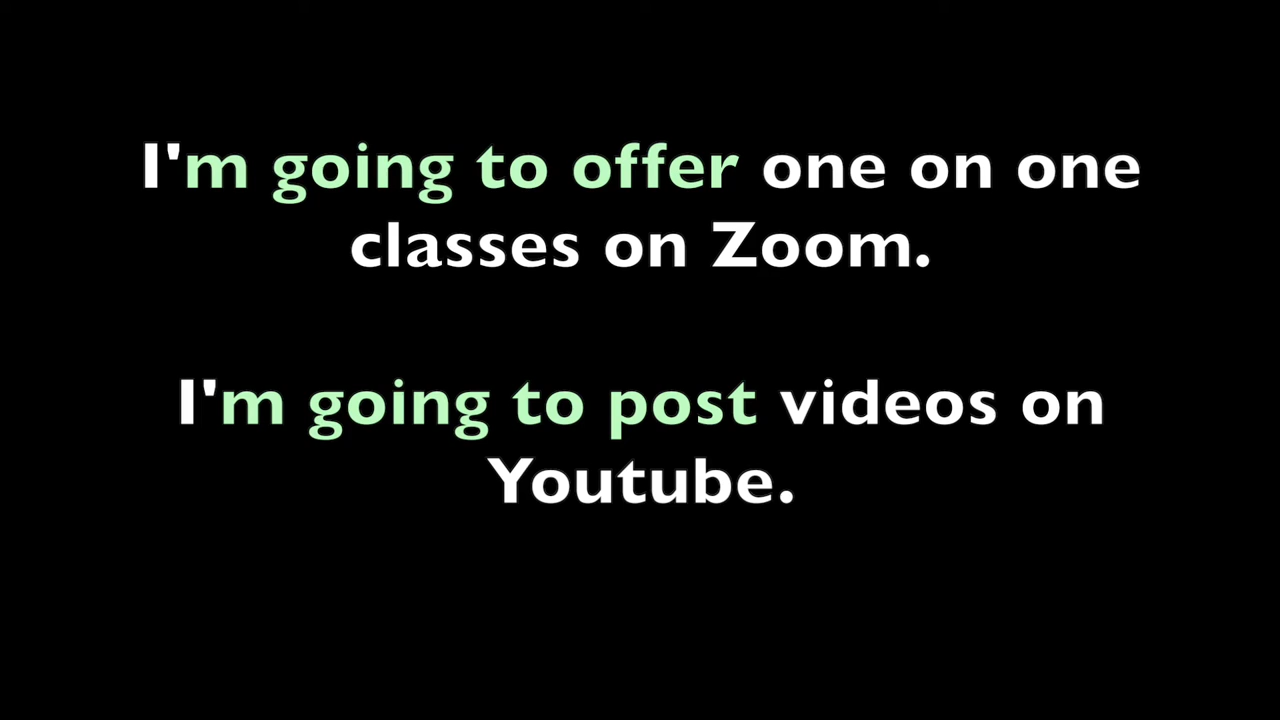 I'm going to offer one on one
classes on Zoom.
I'm going to post videos on
Youtube.